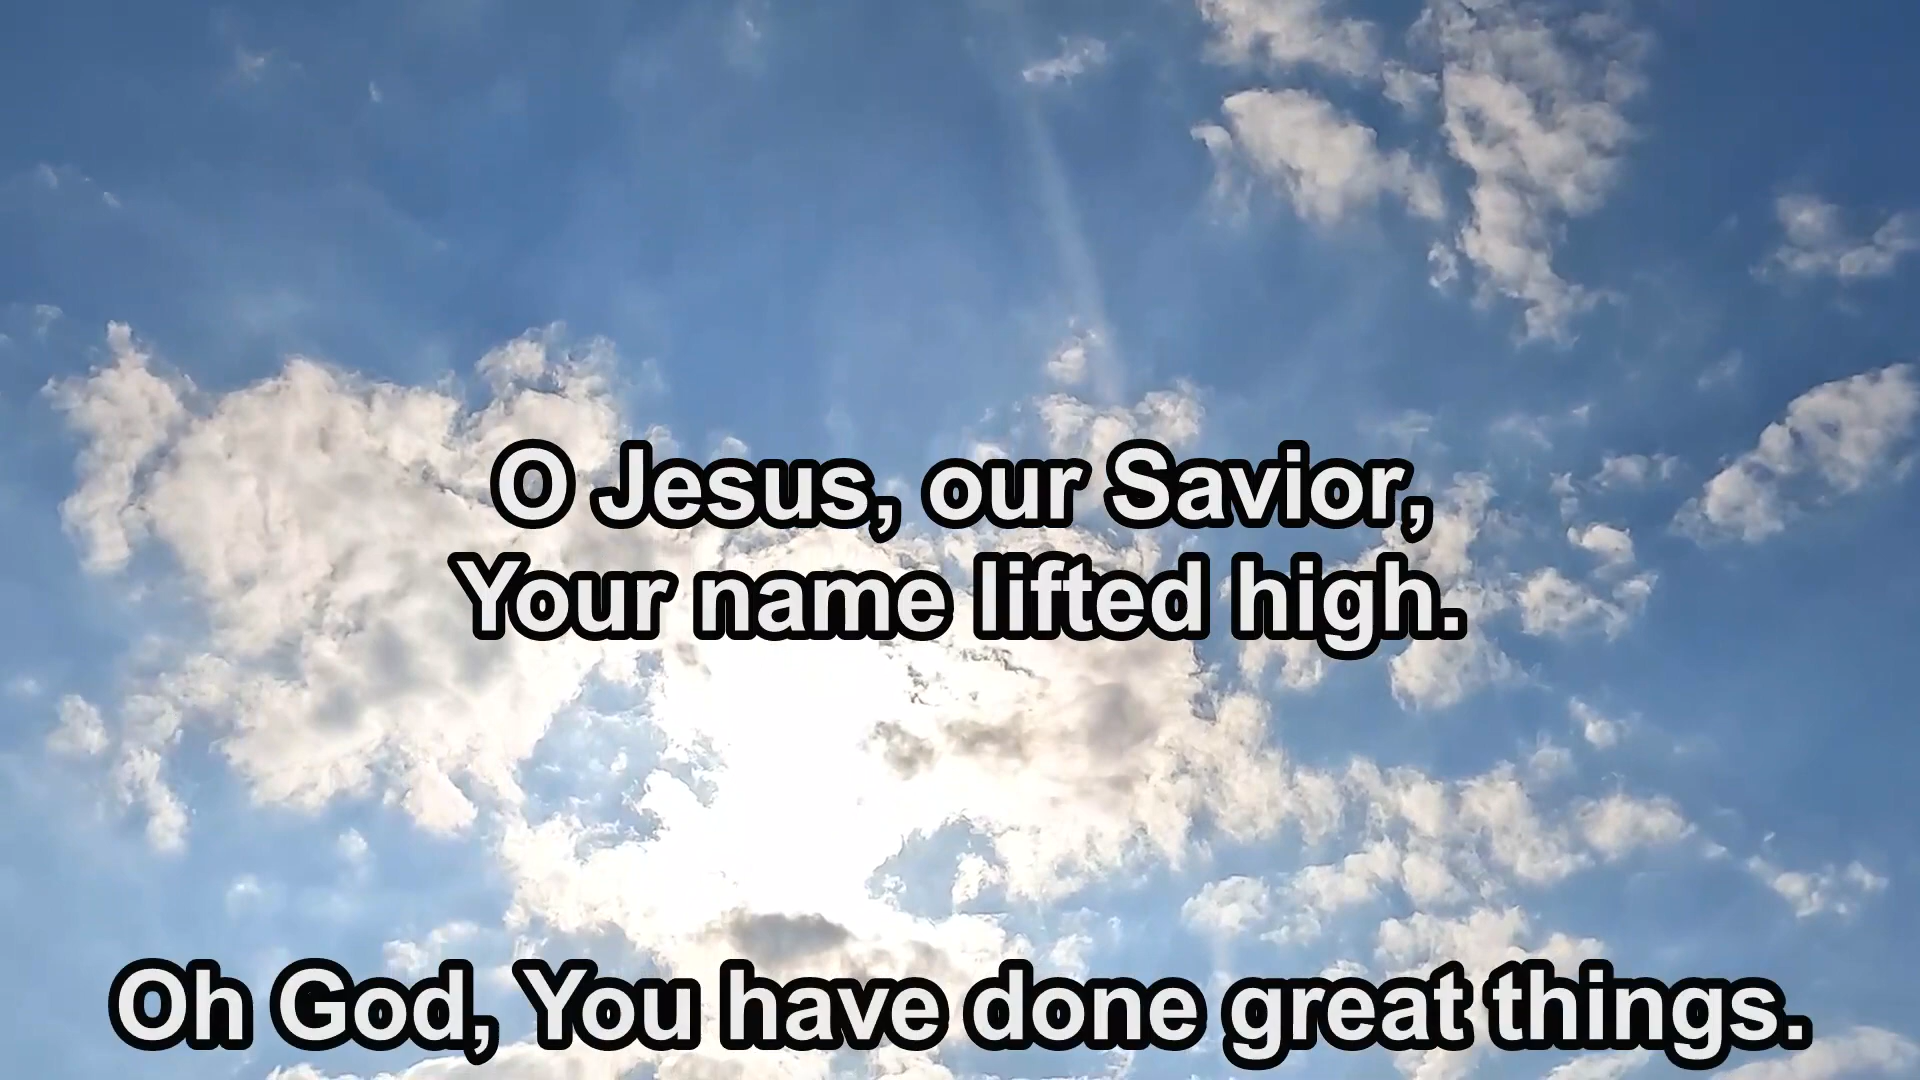 O Jesus, our Savior,
Your name lifted high.
Oh God, You have done great things.